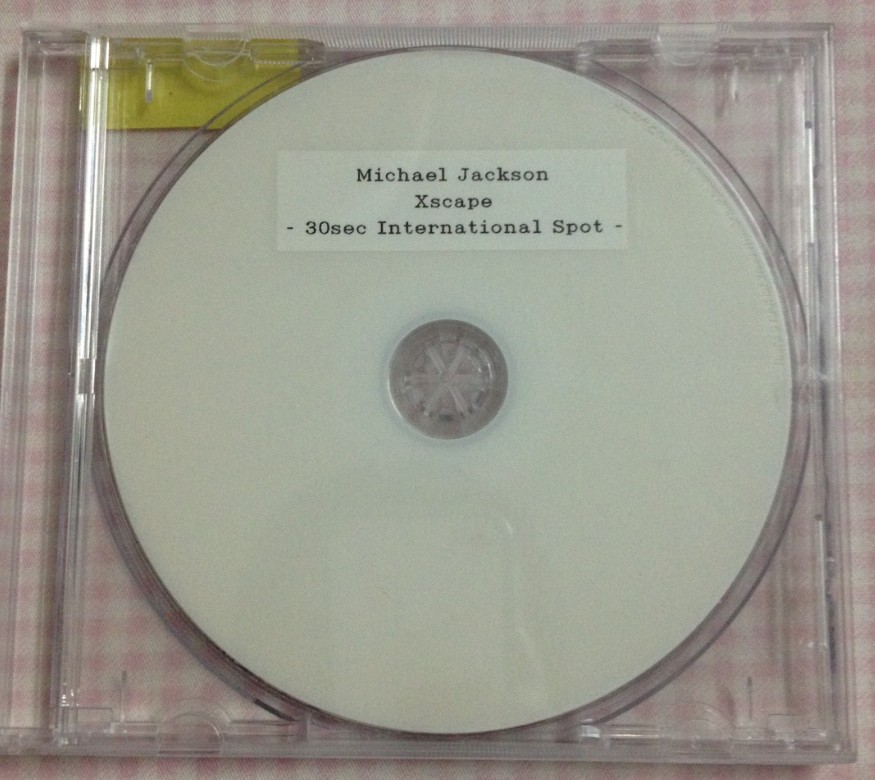 Michael Jackson
Xscape
- 30sec International Spot -